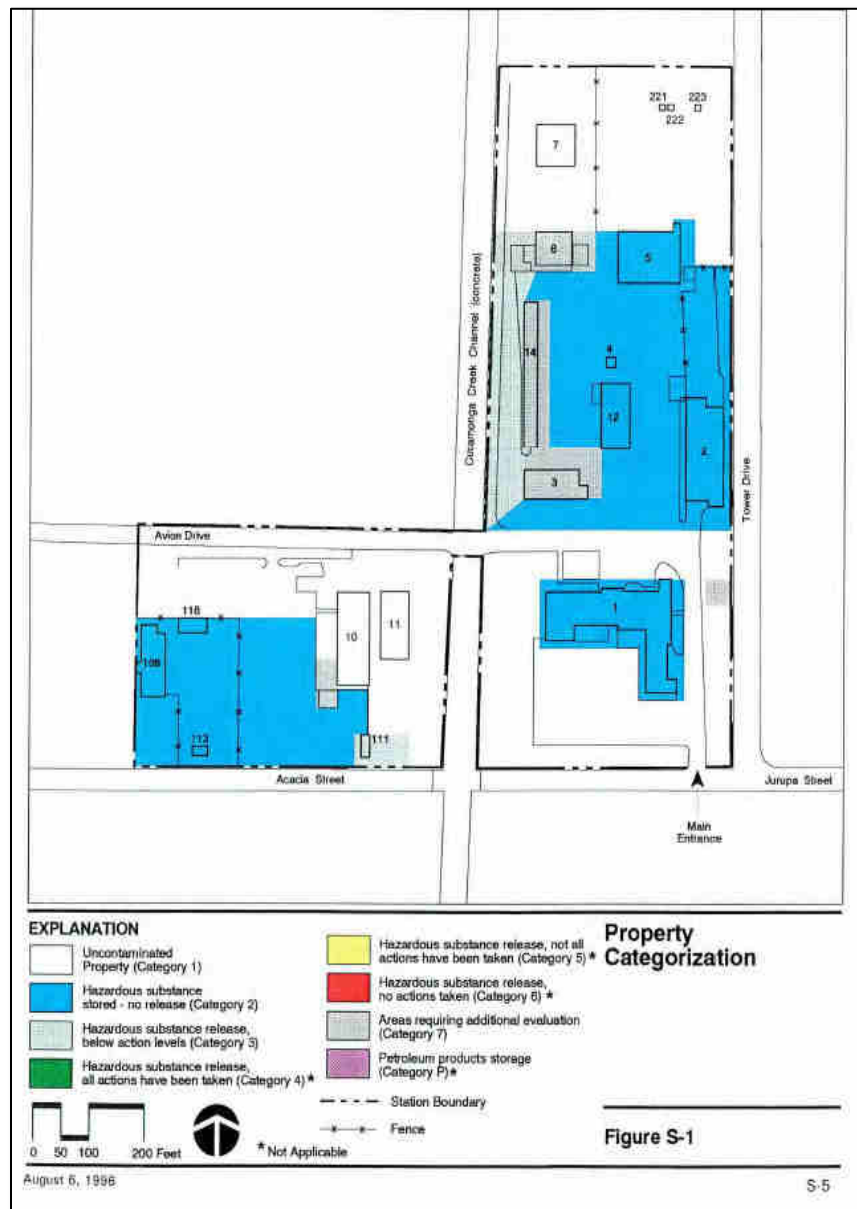 221
223
222
7
6
5
14
4
12
2
3
Cucamonga Creek Channel (concrete)
Tower Drive
Avion Drive
118
1
10
11
113
111
Acacia Street
Jurupa Street
Main
Entrance
EXPLANATION
Uncontaminated
Property (Category 1)
Hazardous substance
stored - no release (Category 2)
Hazardous substance release,
below action levels (Category 3)
Hazardous substance release,
all actions have been taken (Category 4) *
Hazardous substance release, not all
actions have been taken (Category 5) *
Hazardous substance release,
no actions taken (Category 6) *
Areas requiring additional evaluation
(Category 7)
Petroleum products storage
(Category P) *
Station Boundary
Fence
0 50 100 200 Feet
*Not Applicable
Property
Categorization
Figure S-1
August 6, 1996
S-5